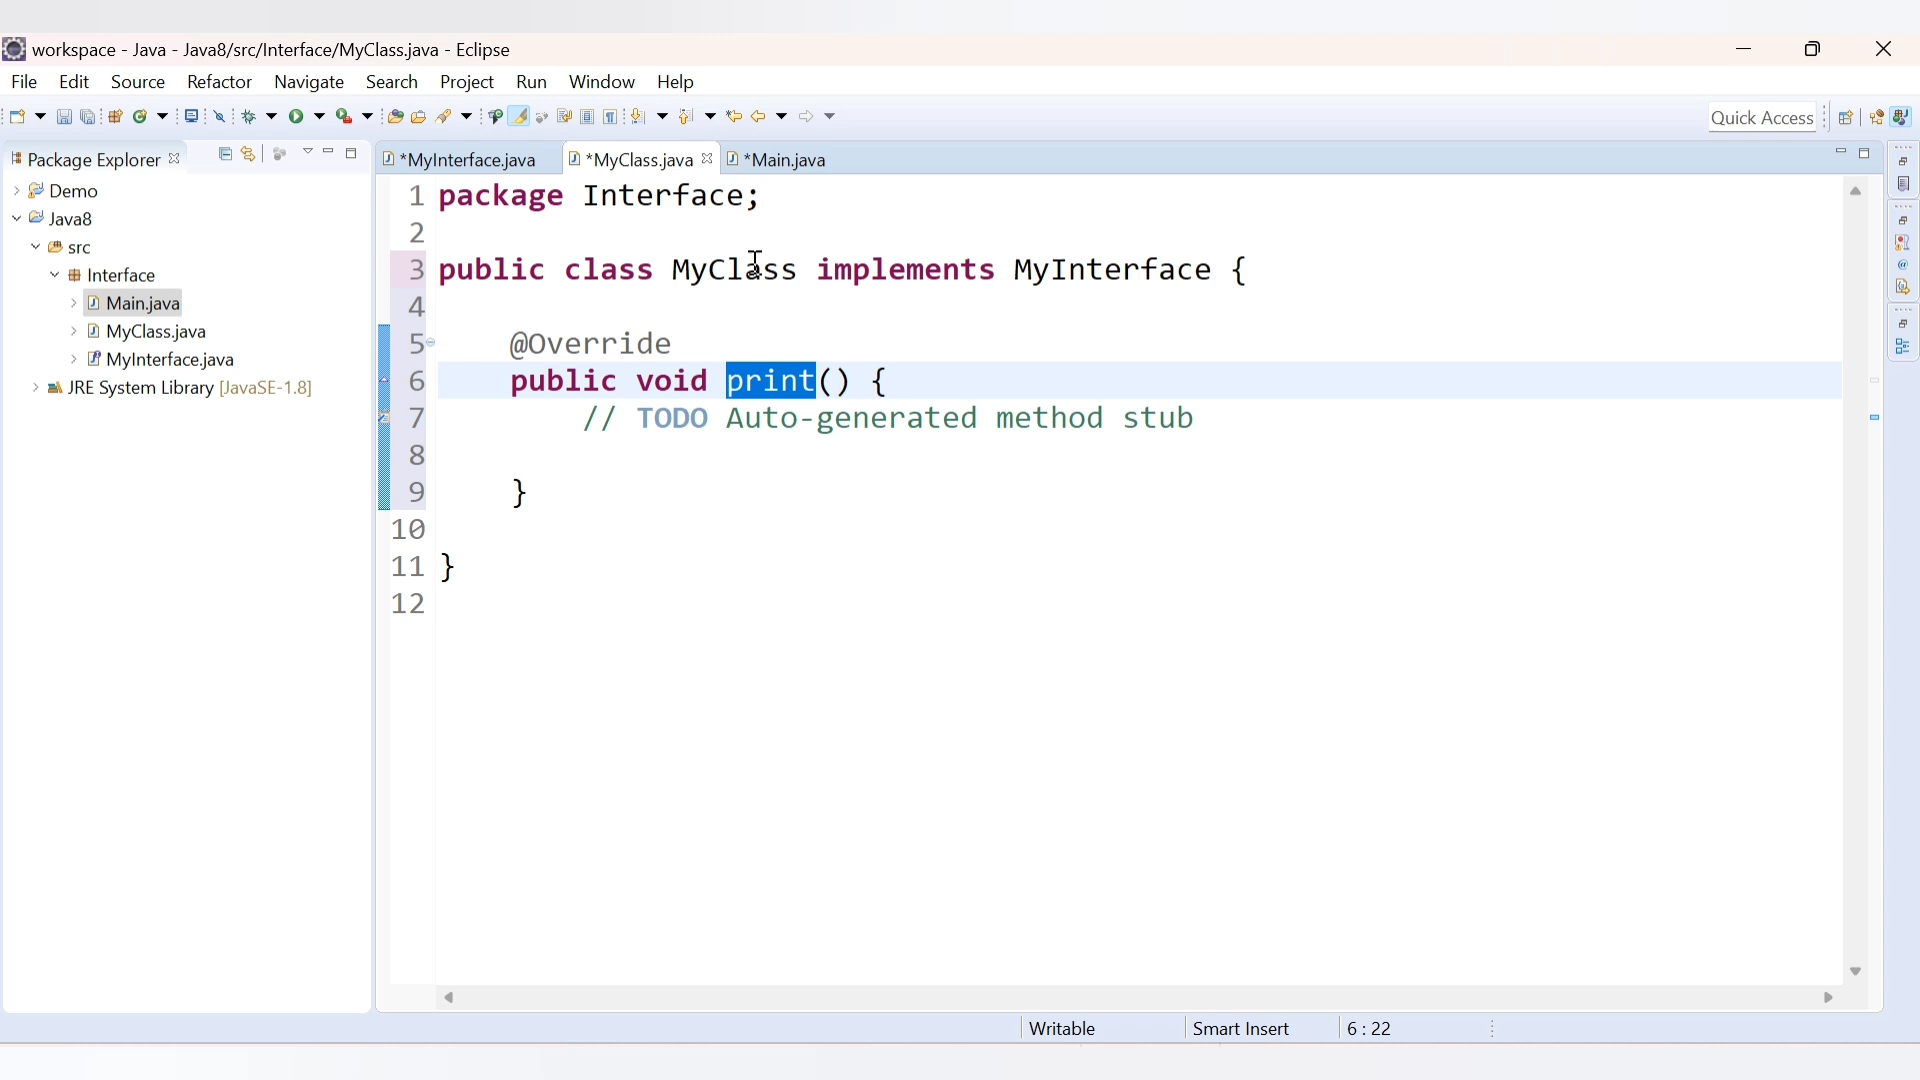 workspace - Java - Java8/src/Interface/MyClass.java - Eclipse
File Edit Source Refactor Navigate Search Project Run Window Help
Quick Access
Package Explorer
*MyInterface.java
*MyClass.java
*Main.java
Demo
Java8
src
Interface
Main.java
MyClass.java
MyInterface.java
JRE System Library [JavaSE-1.8]
1 package Interface;
2
3 public class MyClass implements MyInterface {
4
5 @Override
6 public void print() {
7 // TODO Auto-generated method stub
8
9 }
10
11 }
12
Writable Smart Insert 6 : 22